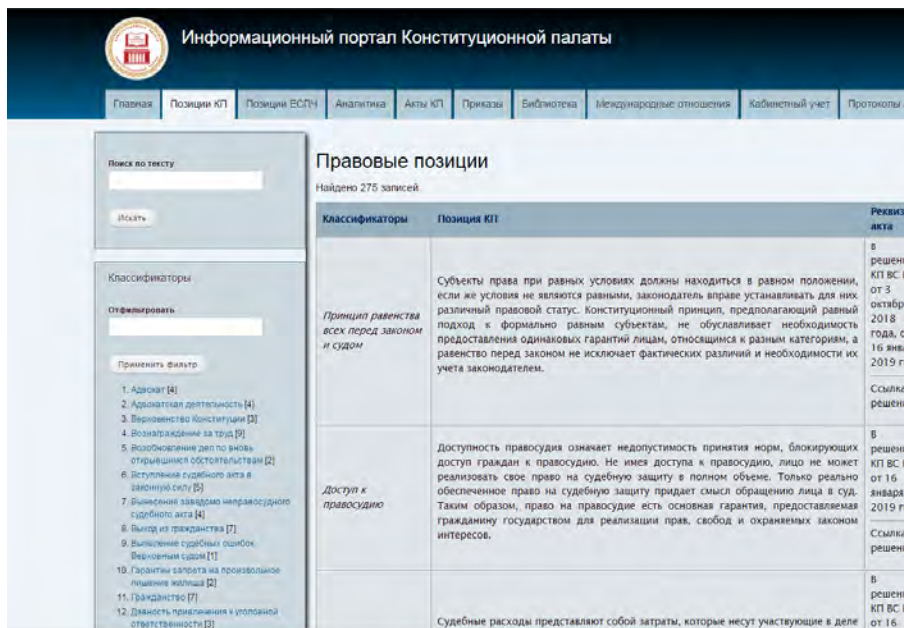 Информационный портал Конституционной палаты
Главная
Позиции КП
Позиции ЕСПЧ
Аналитика
Акты КП
Приказы
Библиотека
Международные отношения
Кабинетный учет
Протоколы
Поиск по тексту
Искать
Классификаторы
Отфильтровать
Применить фильтр
1. Адвокат [4]
2. Адвокатская деятельность [4]
3. Верховенство Конституции [3]
4. Вознаграждение за труд [9]
5. Возобновление дел по вновь
открывшимся обстоятельствам [2]
6. Вступление судебного акта в
законную силу [5]
7. Вынесение заведомо неправосудного
судебного акта [4]
8. Выход из гражданства [7]
9. Выявление судебных ошибок
Верховным судом [1]
10. Гарантии запрета на произвольное
лишение жилища [2]
11. Гражданство [7]
12. Давность привлечения к уголовной
ответственности [3]
Правовые позиции
Найдено 275 записей
Классификаторы
Позиция КП
акта
Принцип равенства
всех перед законом
и судом
Субъекты права при равных условиях должны находиться в равном положении,
если же условия не являются равными, законодатель вправе устанавливать для них
различный правовой статус. Конституционный принцип, предполагающий равный
подход к формально равным субъектам, не обуславливает необходимость
предоставления одинаковых гарантий лицам, относящимся к разным категориям, а
равенство перед законом не исключает фактических различий и необходимости их
учета законодателем.
В
КП ВС
от 3
2018
года,
16
2019
Доступ к
правосудию
Доступность правосудия означает недопустимость принятия норм, блокирующих
доступ граждан к правосудию. Не имея доступа к правосудию, лицо не может
реализовать свое право на судебную защиту в полном объеме. Только реально
обеспеченное право на судебную защиту придает смысл обращению лица в суд.
Таким образом, право на правосудие есть основная гарантия, предоставляемая
гражданину государством для реализации прав, свобод и охраняемых законом
интересов.
В
КП ВС
от 16
января
2019
Судебные расходы представляют собой затраты, которые несут участвующие в деле
В
КП ВС
от 16